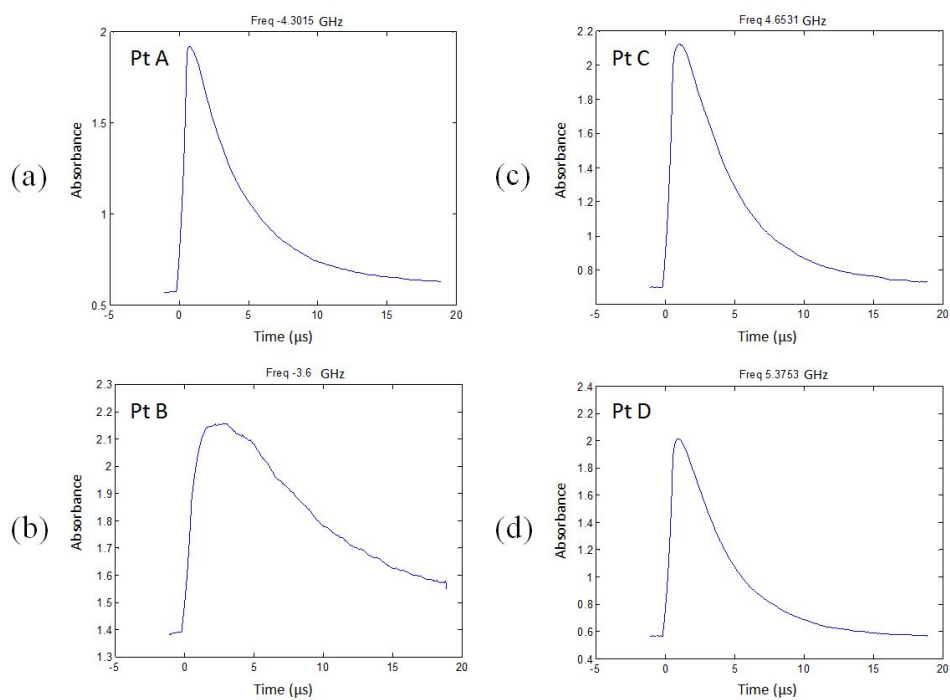 (a)
Freq -4.3015 GHz
Pt A
Absorbance
2
1.5
1
0.5
-5 0 5 10 15 20
Time (μs)
(c)
Freq 4.6531 GHz
Pt C
Absorbance
2.2
2
1.8
1.6
1.4
1.2
1
0.8
-5 0 5 10 15 20
Time (μs)
(b)
Freq -3.6 GHz
Pt B
Absorbance
2.3
2.2
2.1
2
1.9
1.8
1.7
1.6
1.5
1.4
1.3
-5 0 5 10 15 20
Time (μs)
(d)
Freq 5.3753 GHz
Pt D
Absorbance
2.4
2.2
2
1.8
1.6
1.4
1.2
1
0.8
0.6
0.4
-5 0 5 10 15 20
Time (μs)